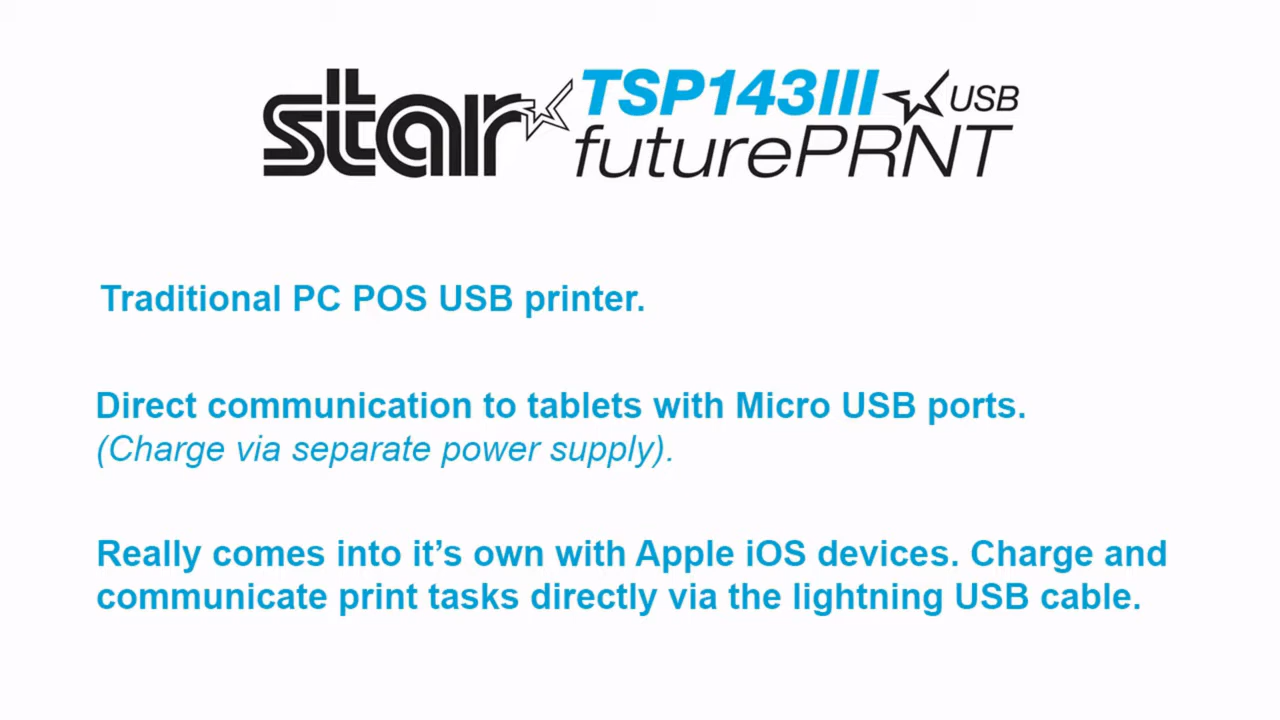 star TSP143III USB
futurePRNT
Traditional PC POS USB printer.
Direct communication to tablets with Micro USB ports.
(Charge via separate power supply).
Really comes into it’s own with Apple iOS devices. Charge and
communicate print tasks directly via the lightning USB cable.